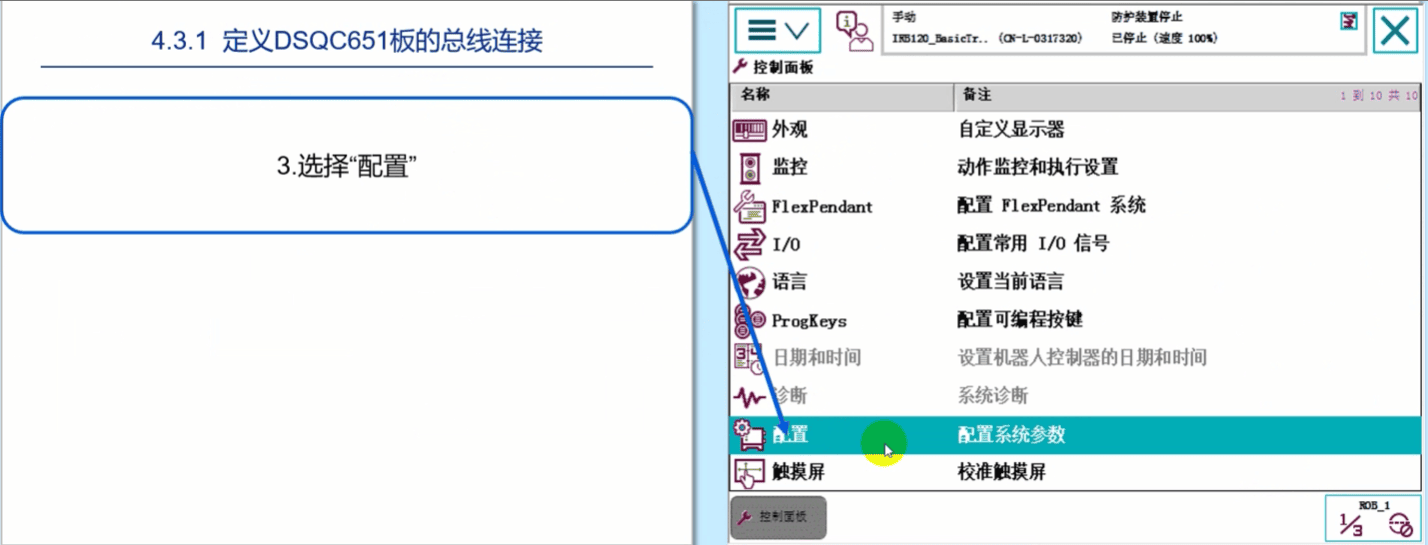 4.3.1 定义DSQC651板的总线连接
3.选择“配置”
手动
防护装置停止
IRB120_BasicTr.. (CN-L-0317320)
已停止 (速度 100%)
控制面板
名称
备注
1 到 10 共 10
外观
自定义显示器
监控
动作监控和执行设置
FlexPendant
配置 FlexPendant 系统
I/O
配置常用 I/O 信号
语言
设置当前语言
ProgKeys
配置可编程按键
日期和时间
设置机器人控制器的日期和时间
诊断
系统诊断
配置
配置系统参数
触摸屏
校准触摸屏
控制面板
ROB_1
1/3